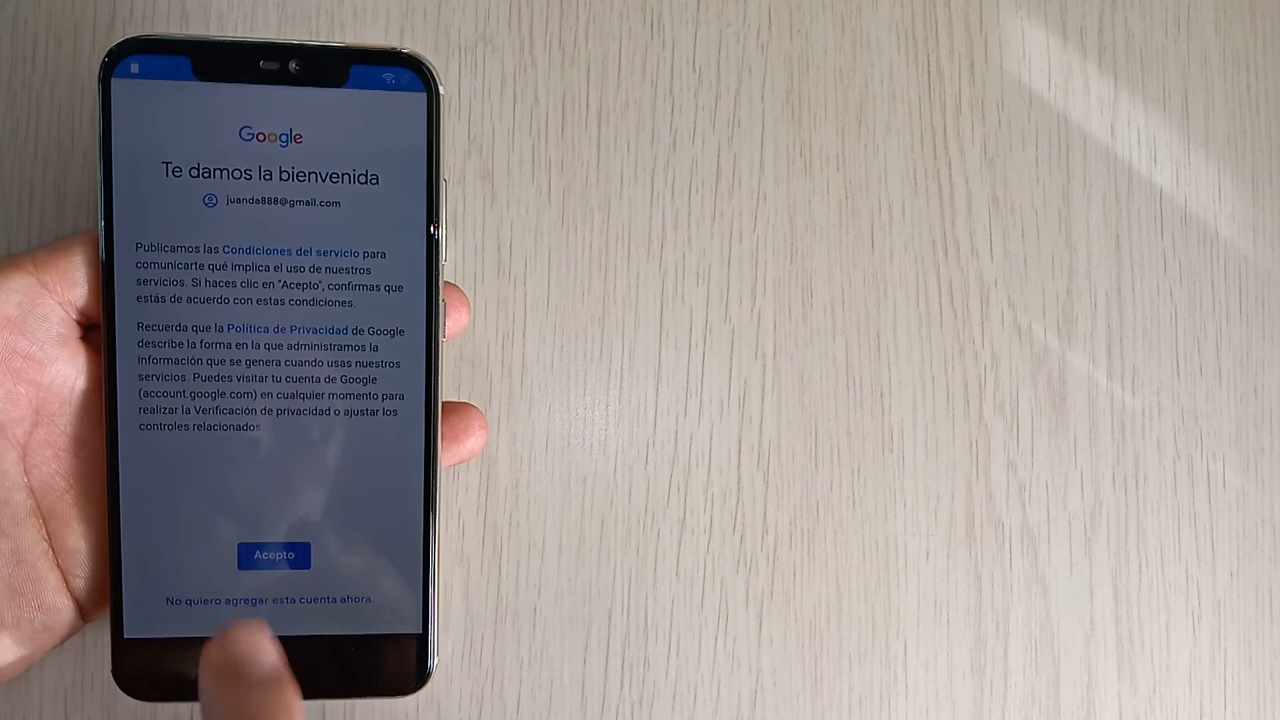 Google
Te damos la bienvenida
juanda888@gmail.com
Publicamos las Condiciones del servicio para
comunicarte qué implica el uso de nuestros
servicios. Si haces clic en "Acepto", confirmas que
estás de acuerdo con estas condiciones.
Recuerda que la Política de Privacidad de Google
describe la forma en la que administramos la
información que se genera cuando usas nuestros
servicios. Puedes visitar tu cuenta de Google
(account.google.com) en cualquier momento para
realizar la Verificación de privacidad o ajustar los
controles relacionados.
Acepto
No quiero agregar esta cuenta ahora.